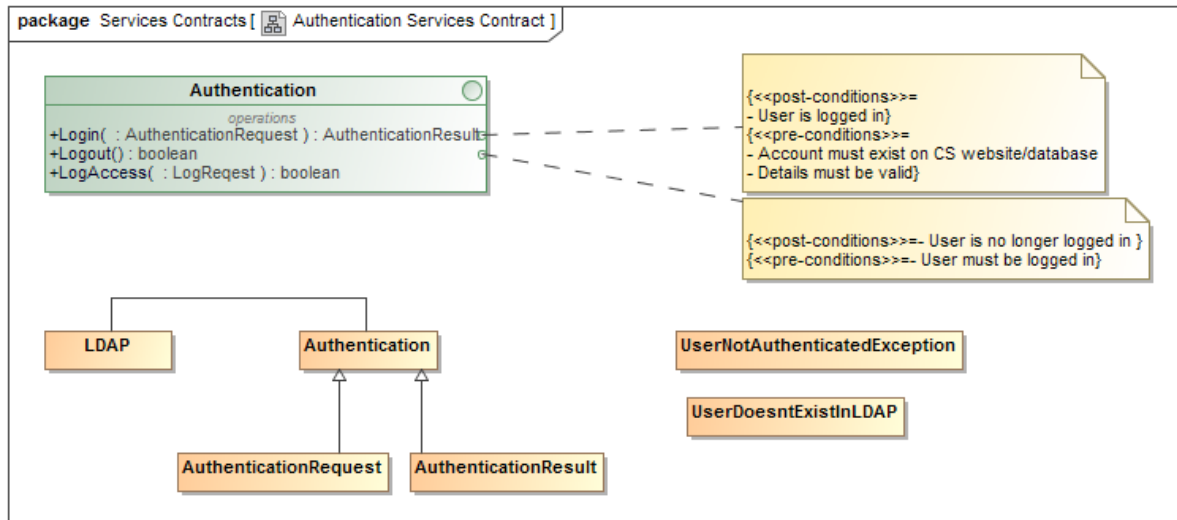 package Services Contracts [ Authentication Services Contract ]
Authentication
operations
+Login( : AuthenticationRequest ) : AuthenticationResult
+Logout() : boolean
+LogAccess( : LogReqest ) : boolean
{<<post-conditions>>=
- User is logged in}
{<<pre-conditions>>=
- Account must exist on CS website/database
- Details must be valid}
{<<post-conditions>>=- User is no longer logged in }
{<<pre-conditions>>=- User must be logged in}
LDAP
Authentication
UserNotAuthenticatedException
UserDoesntExistInLDAP
AuthenticationRequest
AuthenticationResult